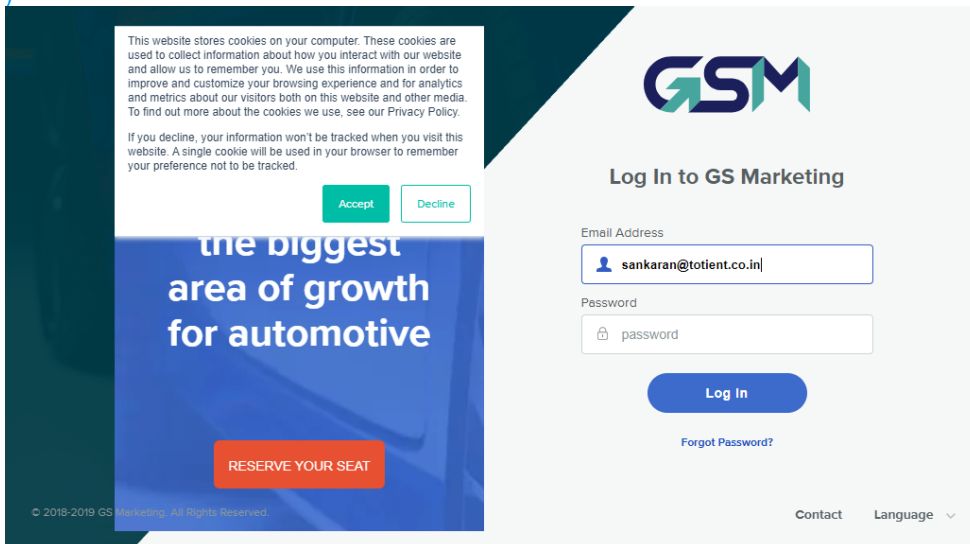 This website stores cookies on your computer. These cookies are
used to collect information about how you interact with our website
and allow us to remember you. We use this information in order to
improve and customize your browsing experience and for analytics
and metrics about our visitors both on this website and other media.
To find out more about the cookies we use, see our Privacy Policy.
If you decline, your information won't be tracked when you visit this
website. A single cookie will be used in your browser to remember
your preference not to be tracked.
Accept
Decline
the biggest
area of growth
for automotive
RESERVE YOUR SEAT
© 2018-2019 GS Marketing. All Rights Reserved.
GSM
Log In to GS Marketing
Email Address
sankaran@totient.co.in
Password
password
Log In
Forgot Password?
Contact
Language